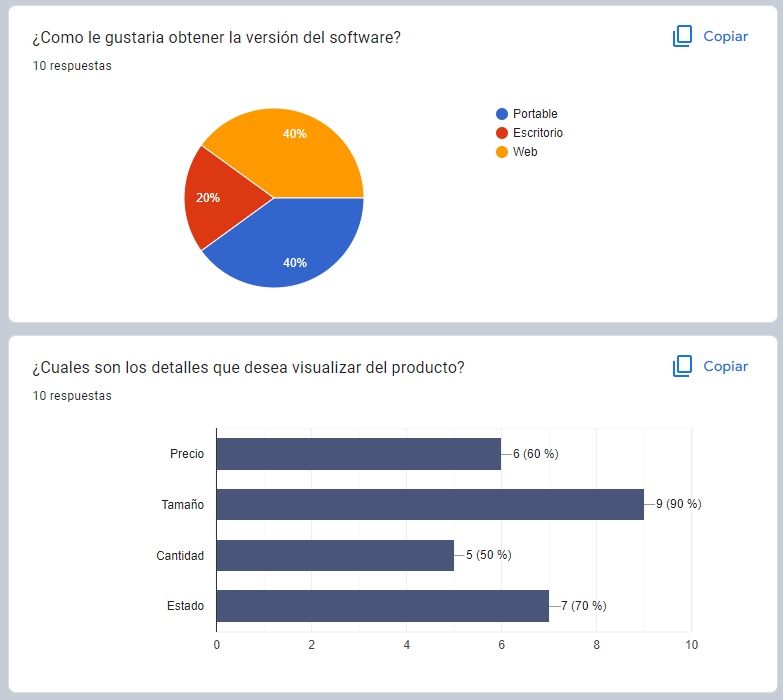 ¿Como le gustaria obtener la versión del software?
Copiar
10 respuestas
Portable
Escritorio
Web
40%
20%
40%
¿Cuales son los detalles que desea visualizar del producto?
Copiar
10 respuestas
Precio 6 (60 %)
Tamaño 9 (90 %)
Cantidad 5 (50 %)
Estado 7 (70 %)
0 2 4 6 8 10